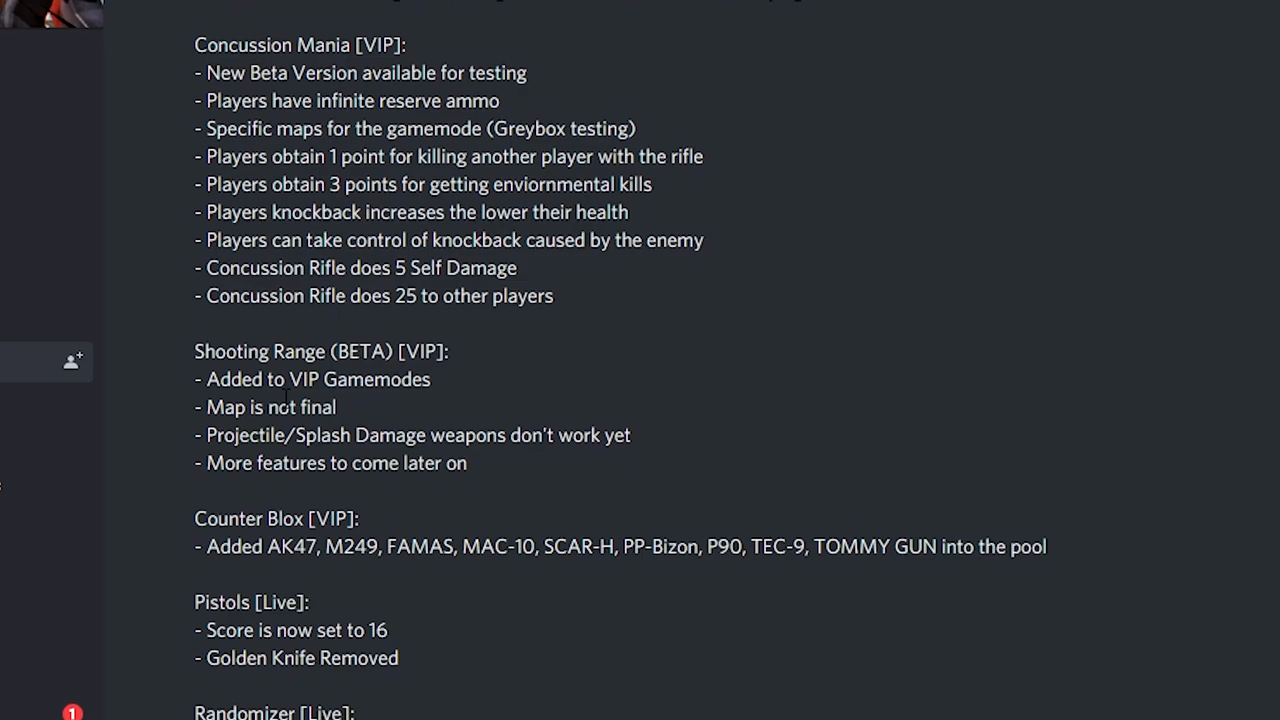 Concussion Mania [VIP]:
- New Beta Version available for testing
- Players have infinite reserve ammo
- Specific maps for the gamemode (Greybox testing)
- Players obtain 1 point for killing another player with the rifle
- Players obtain 3 points for getting enviornmental kills
- Players knockback increases the lower their health
- Players can take control of knockback caused by the enemy
- Concussion Rifle does 5 Self Damage
- Concussion Rifle does 25 to other players
Shooting Range (BETA) [VIP]:
- Added to VIP Gamemodes
- Map is not final
- Projectile/Splash Damage weapons don't work yet
- More features to come later on
Counter Blox [VIP]:
- Added AK47, M249, FAMAS, MAC-10, SCAR-H, PP-Bizon, P90, TEC-9, TOMMY GUN into the pool
Pistols [Live]:
- Score is now set to 16
- Golden Knife Removed
1
Randomizer [Live]: